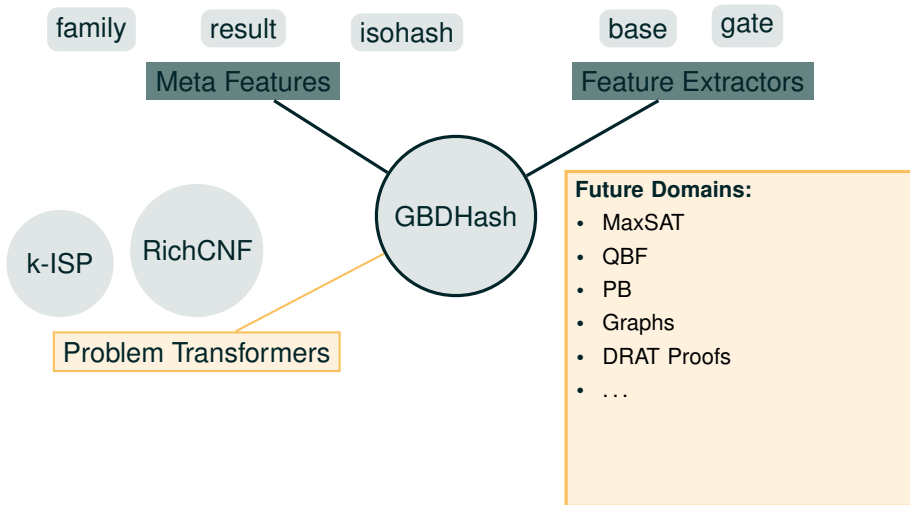 family
result
isohash
base
gate
Meta Features
Feature Extractors
GBDHash
k-ISP
RichCNF
Problem Transformers
Future Domains:
• MaxSAT
• QBF
• PB
• Graphs
• DRAT Proofs
• ...